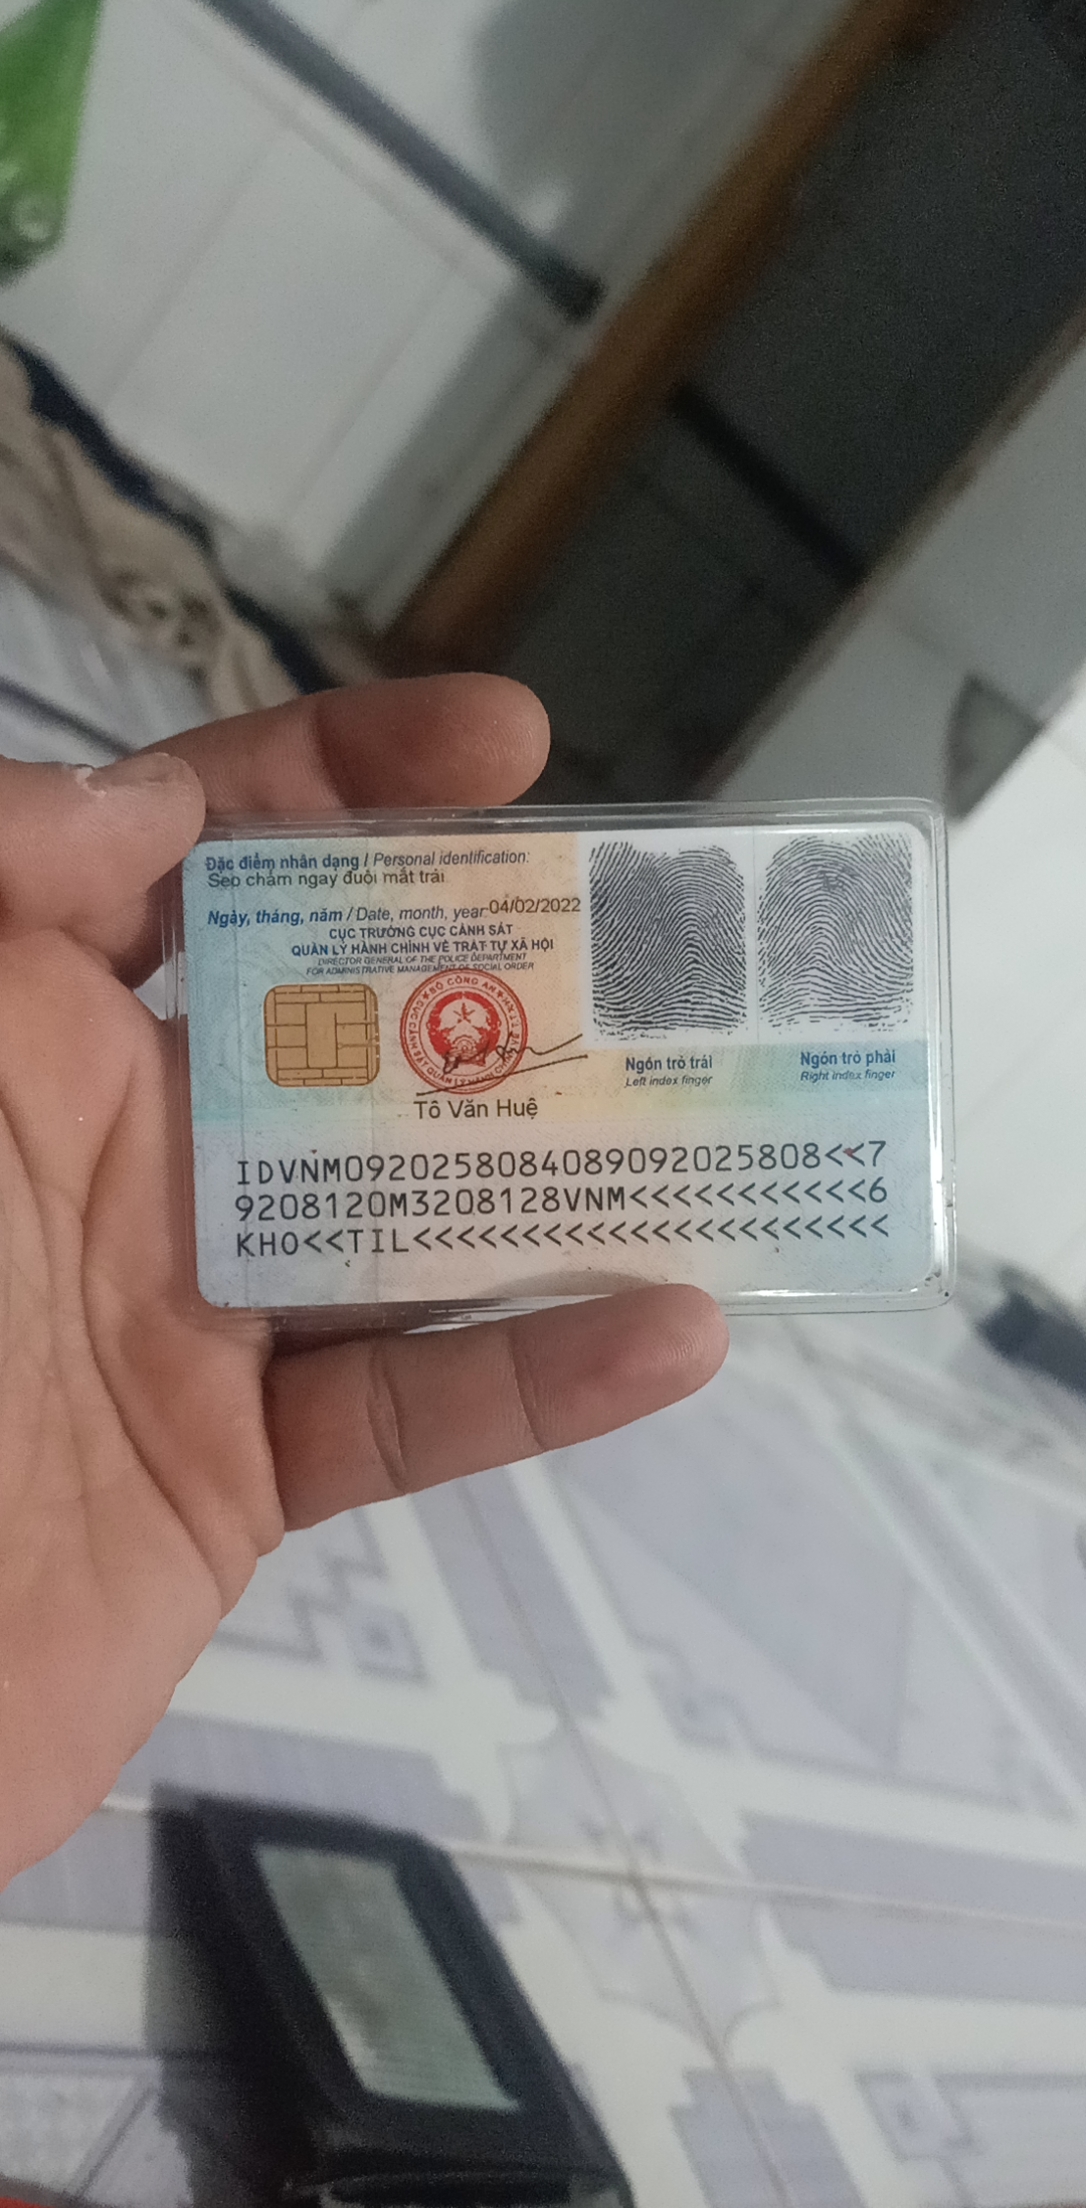 Đặc điểm nhân dạng / Personal identification:
Sẹo chấm ngay đuôi mắt trái
Ngày, tháng, năm / Date, month, year: 04/02/2022
CỤC TRƯỞNG CỤC CẢNH SÁT
QUẢN LÝ HÀNH CHÍNH VỀ TRẬT TỰ XÃ HỘI
DIRECTOR GENERAL OF THE POLICE DEPARTMENT
FOR ADMINISTRATIVE MANAGEMENT OF SOCIAL ORDER
BỘ CÔNG AN
Tô Văn Huệ
Ngón trỏ trái
Left index finger
Ngón trỏ phải
Right index finger
IDVNM0920258084089092025808<<7
9208120M3208128VNM<<<<<<<<<<<6
KHO<<TIL<<<<<<<<<<<<<<<<<<<<<<